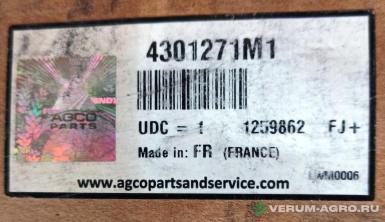 4301271M1
AGCO
PARTS
UDC = 1 1259862 FJ+
Made in: FR (FRANCE)
www.agcopartsandservice.com
VERUM-AGRO.RU